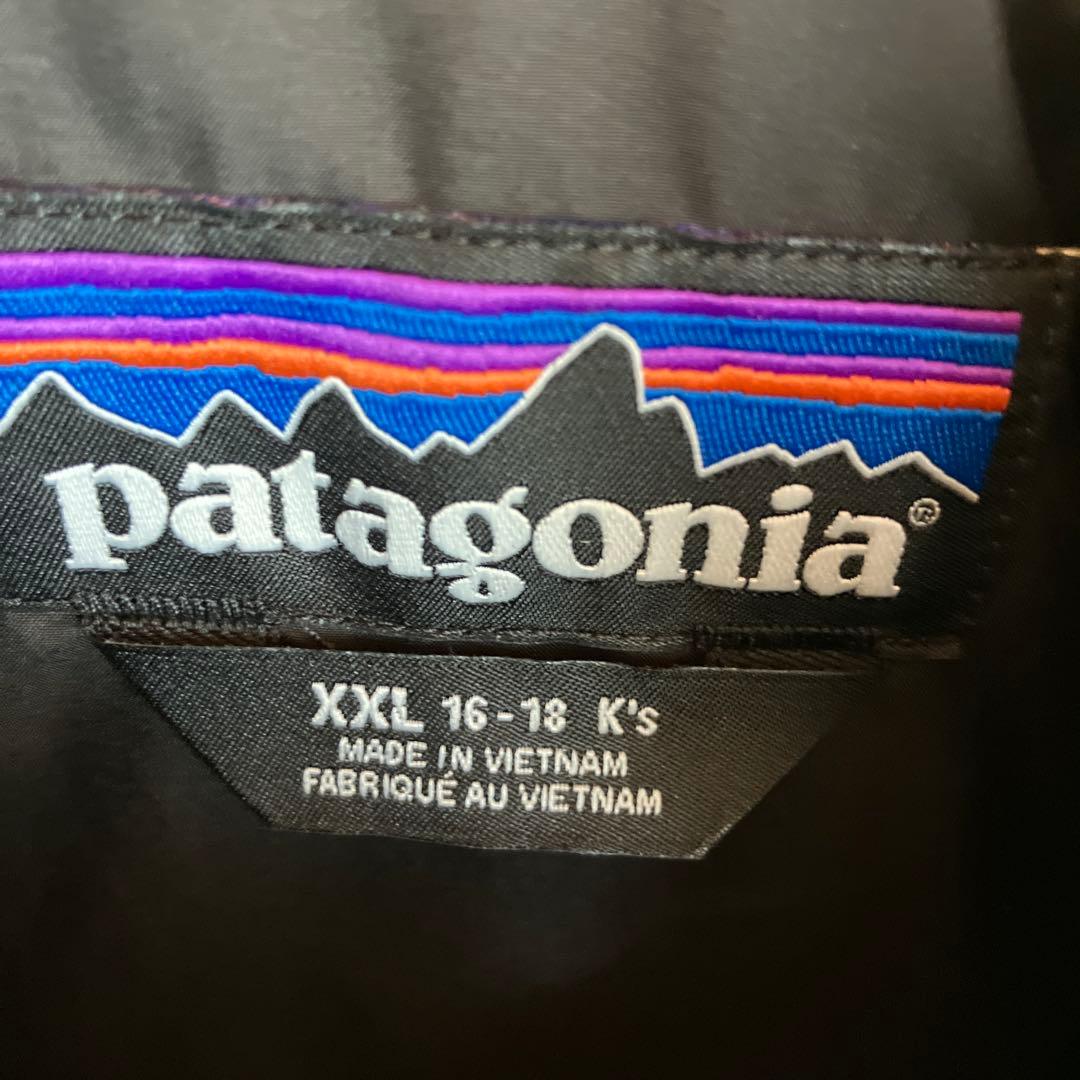 patagonia®
XXL 16-18 K's
MADE IN VIETNAM
FABRIQUÉ AU VIETNAM